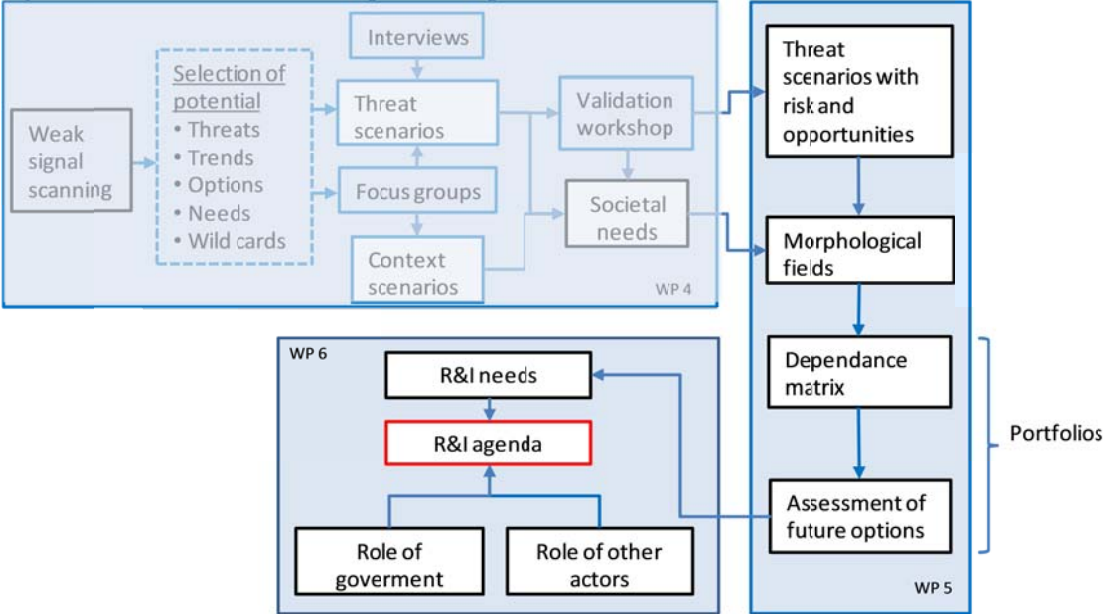 Weak
signal
scanning
Selection of
potential
• Threats
• Trends
• Options
• Needs
• Wild cards
Interviews
Threat
scenarios
Focus groups
Context
scenarios
Validation
workshop
Societal
needs
WP 4
Threat
scenarios with
risk and
opportunities
Morphological
fields
Dependance
matrix
Assessment of
future options
WP 5
Portfolios
WP 6
R&I needs
R&I agenda
Role of
goverment
Role of other
actors